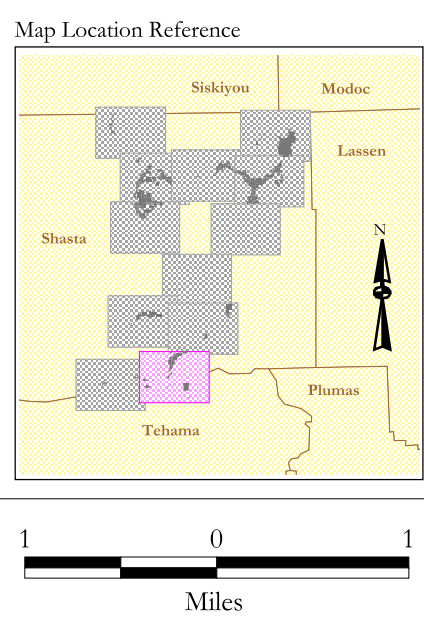 Map Location Reference
Siskiyou
Modoc
Lassen
Shasta
N
Plumas
Tehama
1 0 1
Miles